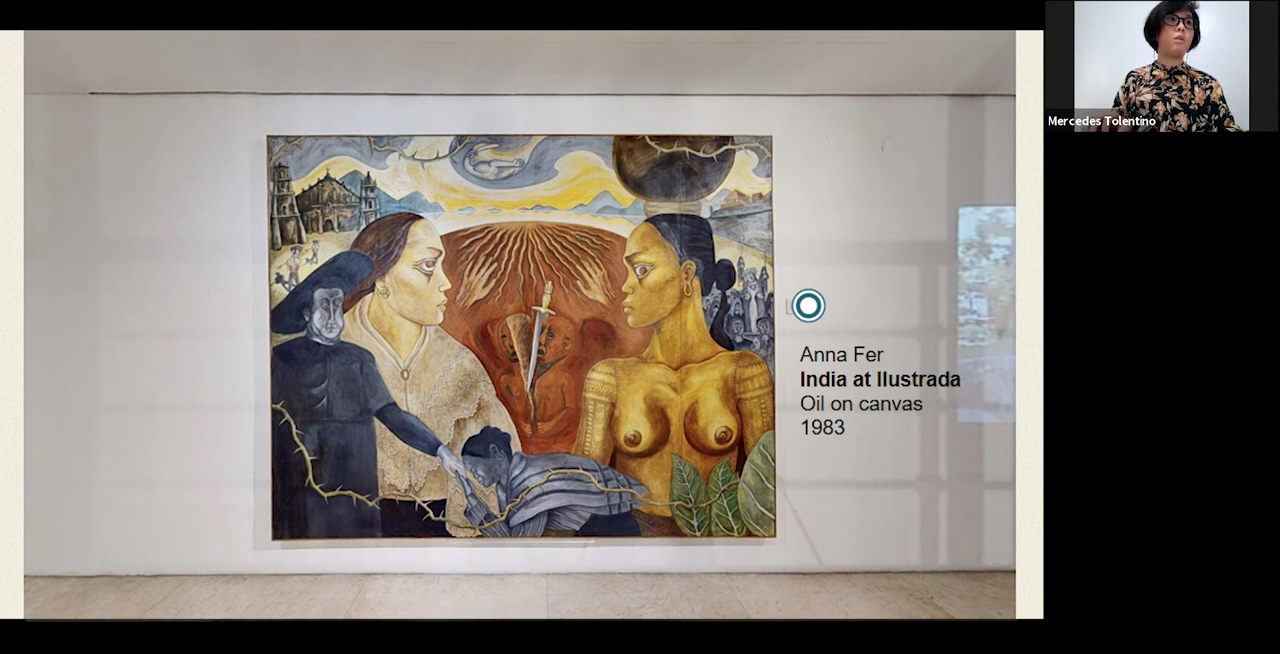 Anna Fer
India at Ilustrada
Oil on canvas
1983
Mercedes Tolentino